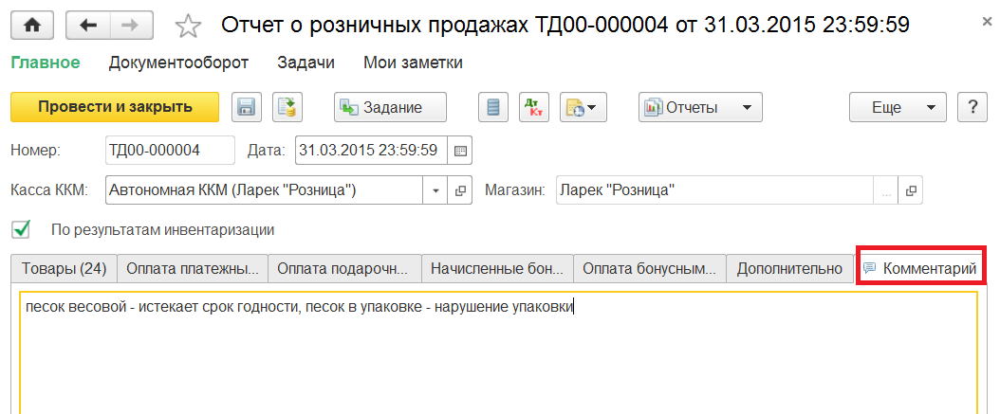 Отчет о розничных продажах ТД00-000004 от 31.03.2015 23:59:59
Главное Документооборот Задачи Мои заметки
Провести и закрыть Задание Дт Кт Отчеты Еще ?
Номер: ТД00-000004 Дата: 31.03.2015 23:59:59
Касса ККМ: Автономная ККМ (Ларек "Розница") Магазин: Ларек "Розница" ...
По результатам инвентаризации
Товары (24) Оплата платежны... Оплата подарочн... Начисленные бон... Оплата бонусным... Дополнительно Комментарий
песок весовой - истекает срок годности, песок в упаковке - нарушение упаковки